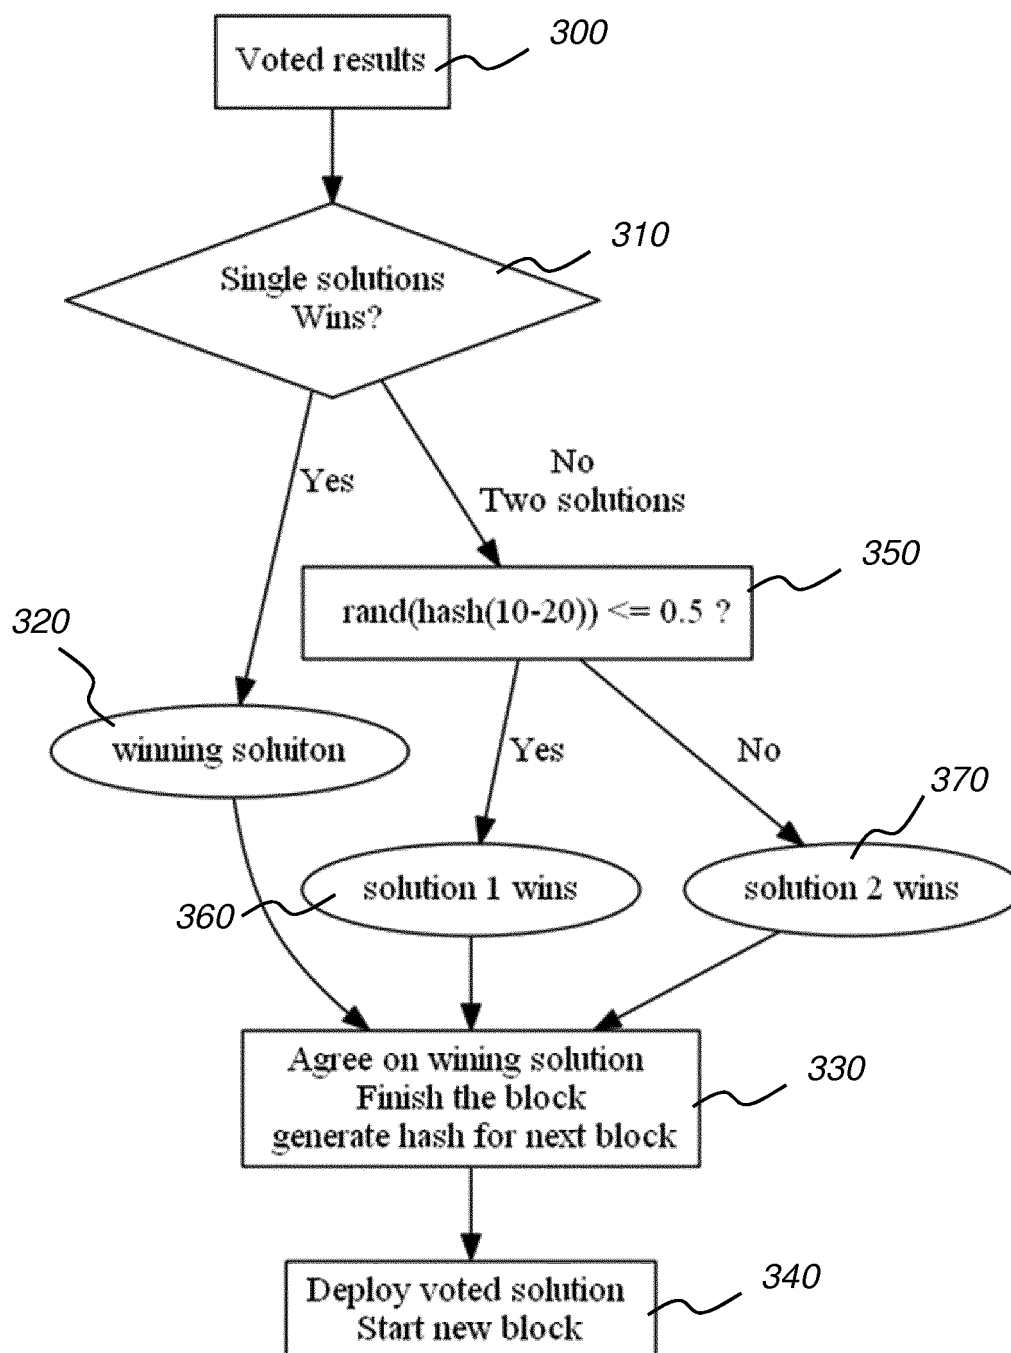 Voted results
300
Single solutions
Wins?
310
Yes
No
Two solutions
rand(hash(10-20)) <= 0.5 ?
350
320
winning soluiton
Yes
No
370
solution 1 wins
360
solution 2 wins
Agree on wining solution
Finish the block
generate hash for next block
330
Deploy voted solution
Start new block
340